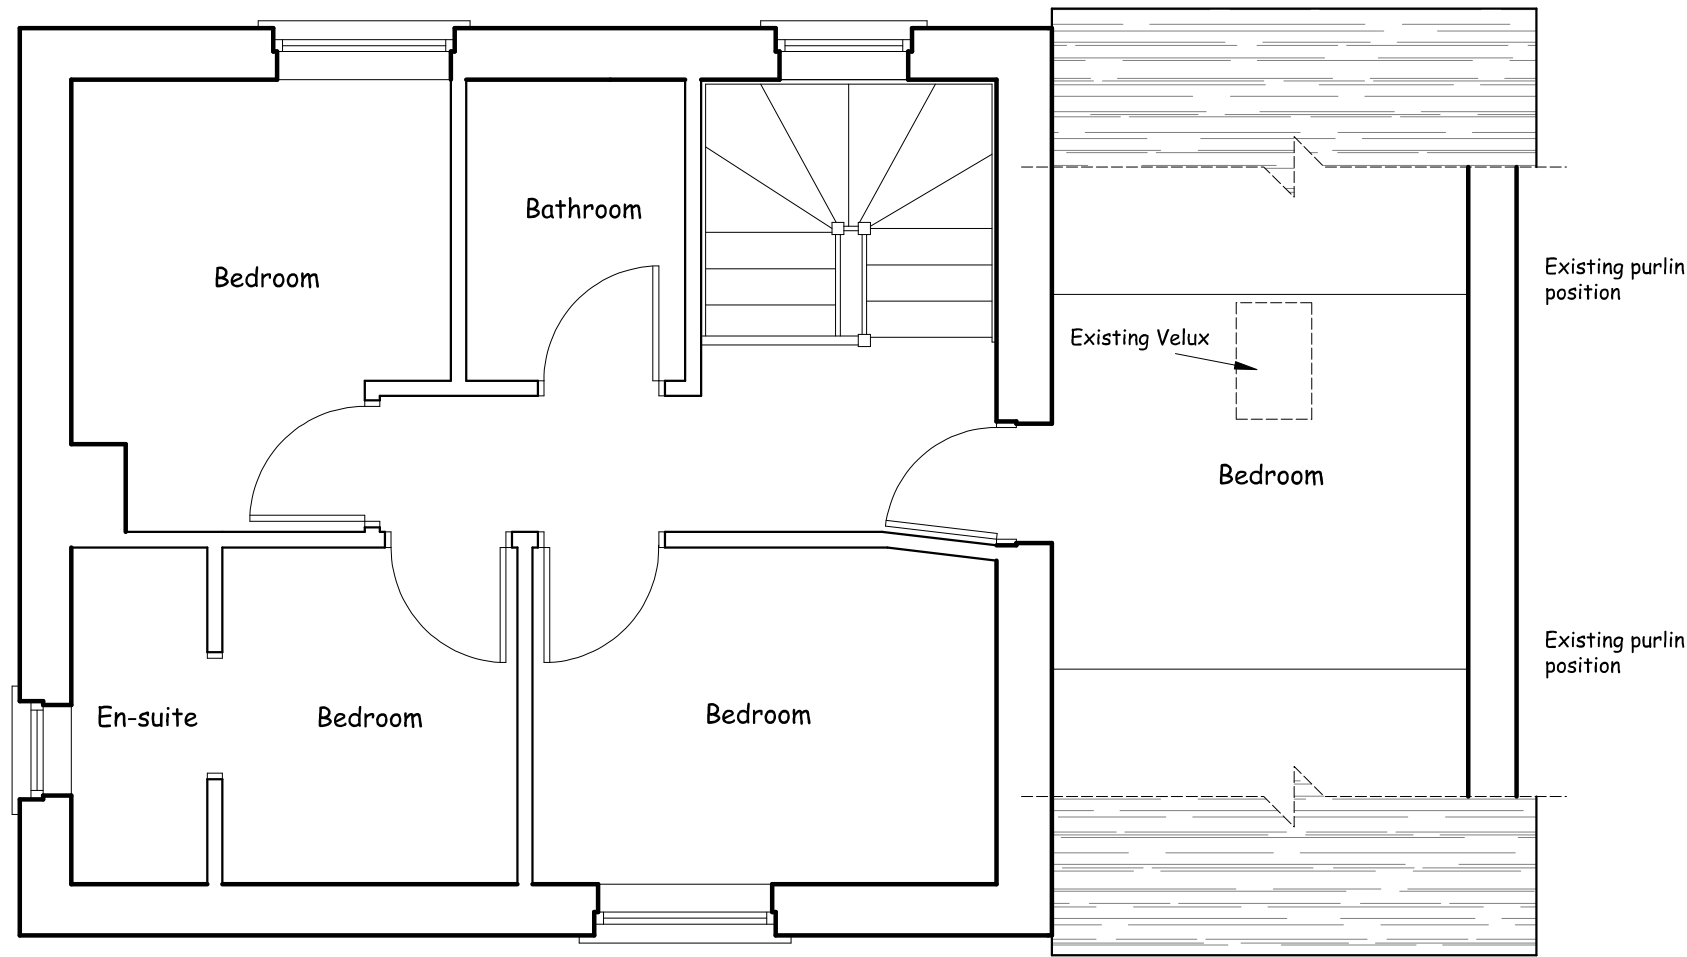 Bathroom
Bedroom
Existing purlin
position
Existing Velux
Bedroom
Existing purlin
position
En-suite
Bedroom
Bedroom